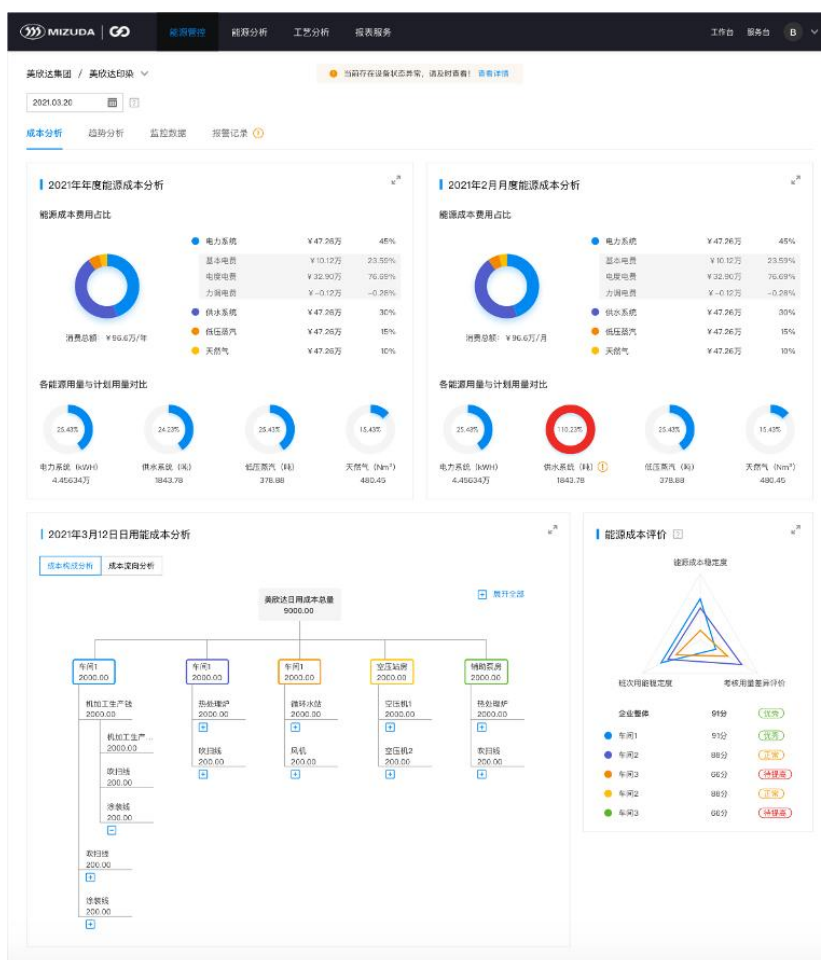 MIZUDA
能源管控 能源分析 工艺分析 报表服务
工作台 服务台 B
美欣达集团 / 美欣达印染
当前存在设备状态异常，请及时查看！ 查看详情
2021.03.20
成本分析 趋势分析 监控数据 报警记录
2021年年度能源成本分析
能源成本费用占比
电力系统 ¥47.26万 45%
基本电费 ¥10.12万 23.59%
电度电费 ¥32.90万 76.69%
力调电费 ¥-0.12万 -0.28%
供水系统 ¥47.26万 30%
低压蒸汽 ¥47.26万 15%
天然气 ¥47.26万 10%
消费总额：¥96.6万/年
各能源用量与计划用量对比
25.43% 24.23% 25.43% 15.43%
电力系统（kWH） 供水系统（吨） 低压蒸汽（吨） 天然气（Nm³）
4.45634万 1843.78 378.88 480.45
2021年2月月度能源成本分析
能源成本费用占比
电力系统 ¥47.26万 45%
基本电费 ¥10.12万 23.59%
电度电费 ¥32.90万 76.69%
力调电费 ¥-0.12万 -0.28%
供水系统 ¥47.26万 30%
低压蒸汽 ¥47.26万 15%
天然气 ¥47.26万 10%
消费总额：¥96.6万/月
各能源用量与计划用量对比
25.43% 110.23% 25.43% 15.43%
电力系统（kWH） 供水系统（吨） 低压蒸汽（吨） 天然气（Nm³）
4.45634万 1843.78 378.88 480.45
2021年3月12日日用能成本分析
成本构成分析 成本流向分析
展开全部
美欣达日用成本总量
9000.00
车间1 车间1 车间1 空压站房 辅助泵房
2000.00 2000.00 2000.00 2000.00 2000.00
机加工生产线 热处理炉 循环水站 空压机1 热处理炉
2000.00 2000.00 2000.00 2000.00 2000.00
机加工生产...
2000.00
吹扫线 风机 空压机2 吹扫线
200.00 200.00 200.00 200.00
吹扫线
200.00
涂装线
200.00
吹扫线
200.00
涂装线
200.00
能源成本评价
能源成本稳定度
班次用能稳定度 考核用量差异评价
企业整体 91分 优秀
车间1 91分 优秀
车间2 88分 正常
车间3 66分 待提高
车间2 88分 正常
车间3 66分 待提高